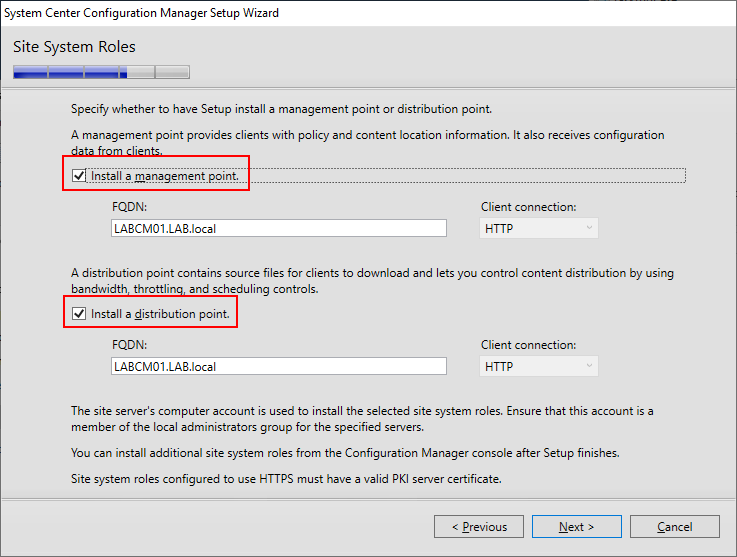 System Center Configuration Manager Setup Wizard
Site System Roles
Specify whether to have Setup install a management point or distribution point.
A management point provides clients with policy and content location information. It also receives configuration
data from clients.
Install a management point.
FQDN:
Client connection:
LABCM01.LAB.local
HTTP
A distribution point contains source files for clients to download and lets you control content distribution by using
bandwidth, throttling, and scheduling controls.
Install a distribution point.
FQDN:
Client connection:
LABCM01.LAB.local
HTTP
The site server's computer account is used to install the selected site system roles. Ensure that this account is a
member of the local administrators group for the specified servers.
You can install additional site system roles from the Configuration Manager console after Setup finishes.
Site system roles configured to use HTTPS must have a valid PKI server certificate.
< Previous
Next >
Cancel